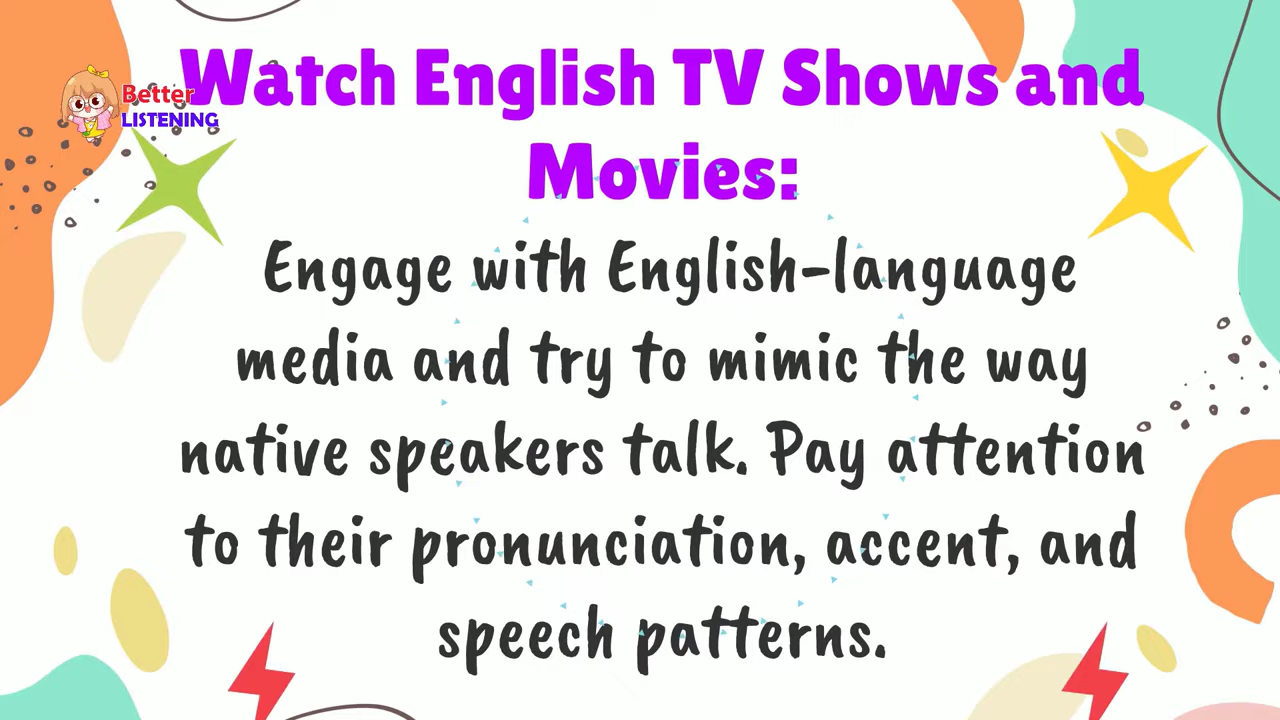 Better
LISTENING
Watch English TV Shows and
Movies:
Engage with English-language
media and try to mimic the way
native speakers talk. Pay attention
to their pronunciation, accent, and
speech patterns.